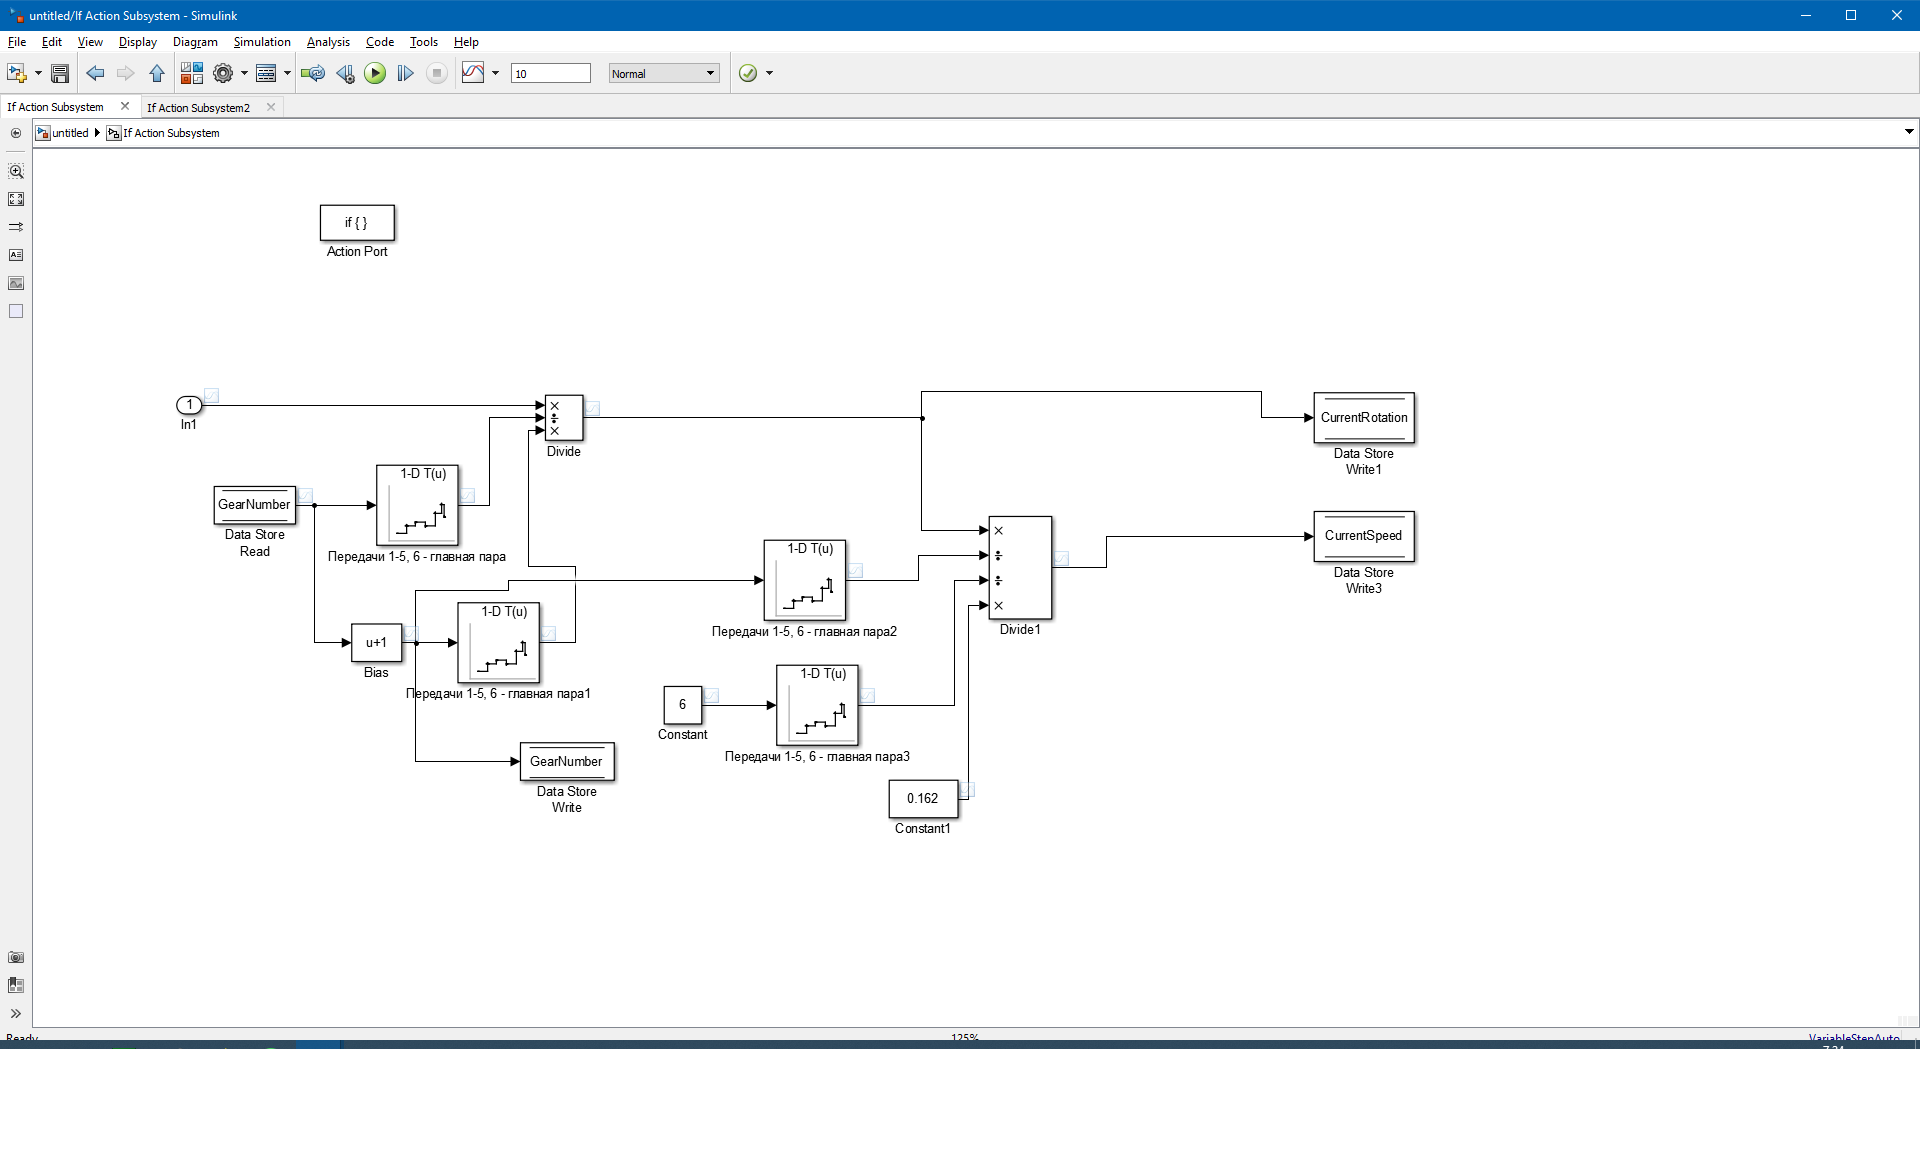 untitled/If Action Subsystem - Simulink
File Edit View Display Diagram Simulation Analysis Code Tools Help
10 Normal
If Action Subsystem If Action Subsystem2
untitled If Action Subsystem
if { }
Action Port
1
In1
×
÷
×
Divide
CurrentRotation
Data Store
Write1
1-D T(u)
Передачи 1-5, 6 - главная пара
GearNumber
Data Store
Read
CurrentSpeed
Data Store
Write3
×
÷
÷
×
Divide1
1-D T(u)
Передачи 1-5, 6 - главная пара2
u+1
Bias
1-D T(u)
Передачи 1-5, 6 - главная пара1
6
Constant
1-D T(u)
Передачи 1-5, 6 - главная пара3
GearNumber
Data Store
Write
0.162
Constant1
Ready 125% VariableStepAuto